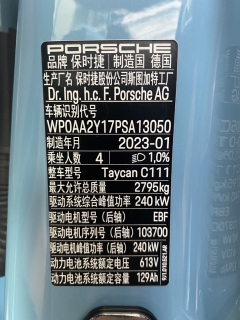 PORSCHE
品牌 保时捷 制造国 德国
生产厂名 保时捷股份公司斯图加特工厂
Dr. Ing. h.c. F. Porsche AG
车辆识别代号
WP0AA2Y17PSA13050
制造年月 2023-01
乘坐人数 4 1,0%
整车型号 Taycan C111
最大允许总质量 2795kg
驱动系统综合峰值功率 240 kW
驱动电机型号（后轴） EBF
驱动电机序列号（后轴） 103700
驱动电机峰值功率（后轴） 240 kW
动力电池系统额定电压 613V
动力电池系统额定容量 129Ah